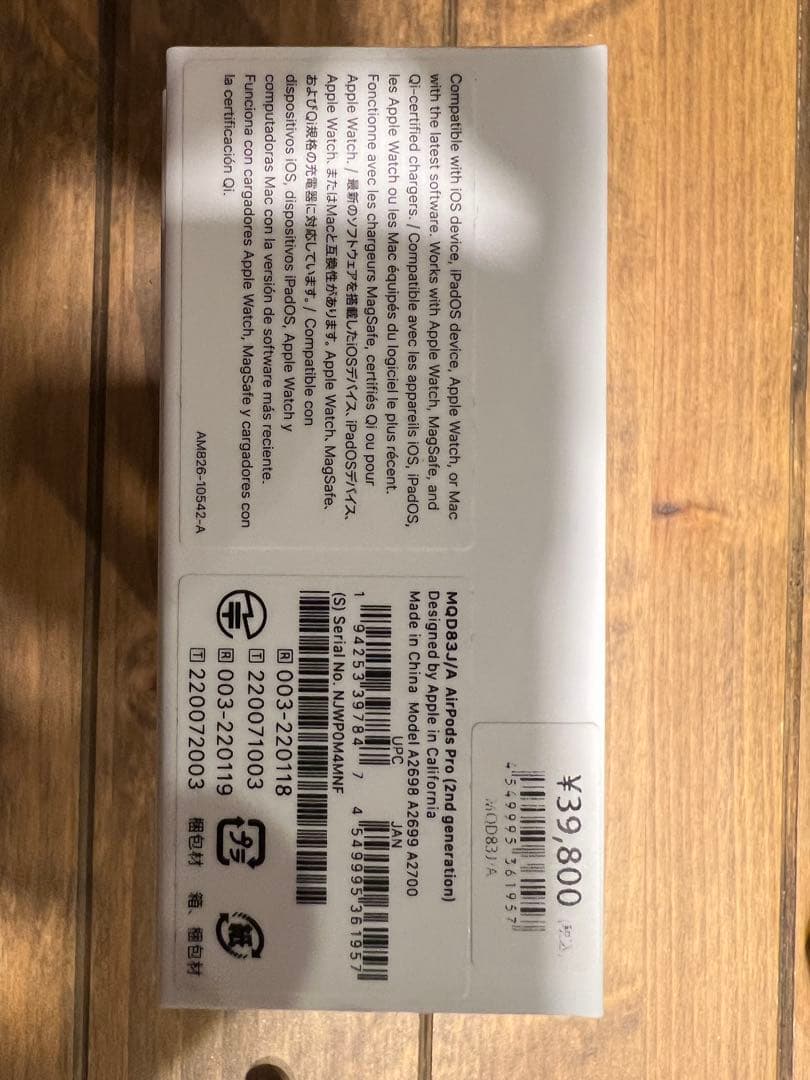 Compatible with iOS device, iPadOS device, Apple Watch, or Mac
with the latest software. Works with Apple Watch, MagSafe, and
Qi-certified chargers. / Compatible avec les appareils iOS, iPadOS,
les Apple Watch ou les Mac équipés du logiciel le plus récent.
Fonctionne avec les chargeurs MagSafe, certifiés Qi ou pour
Apple Watch. / 最新のソフトウェアを搭載したiOSデバイス、iPadOSデバイス、
Apple Watch、またはMacと互換性があります。Apple Watch、MagSafe、
およびQi規格の充電器に対応しています。/ Compatible con
dispositivos iOS, dispositivos iPadOS, Apple Watch y
computadoras Mac con la versión de software más reciente.
Funciona con cargadores Apple Watch, MagSafe y cargadores con
la certificación Qi.
AM826-10542-A
¥39,800 税込
4549995361957
MQD83J/A
MQD83J/A AirPods Pro (2nd generation)
Designed by Apple in California
Made in China Model A2698 A2699 A2700
UPC
JAN
1 94253 39784 7
4 549995 361957
(S) Serial No. NJWP0M4MNF
R 003-220118
T 220071003
R 003-220119
T 220072003
プラ
紙
梱包材
箱、梱包材